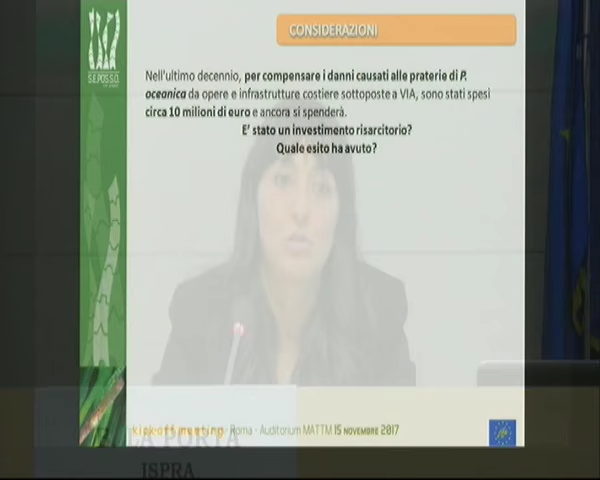 CONSIDERAZIONI
S.E.POS.S.O.
Nell'ultimo decennio, per compensare i danni causati alle praterie di P.
oceanica da opere e infrastrutture costiere sottoposte a VIA, sono stati spesi
circa 10 milioni di euro e ancora si spenderà.
E' stato un investimento risarcitorio?
Quale esito ha avuto?
kick-off meeting - Roma - Auditorium MATTM 15 NOVEMBRE 2017
LA PORTA
ISPRA